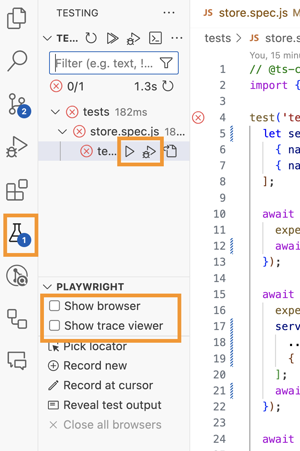 TESTING
store.spec.js M
TE...
Filter (e.g. text, !...
0/1
1.3s
tests 182ms
store.spec.js 18...
te...
tests > JS store.spec.js
You, 15 min
1 // @ts-c
2 import {
3
4 test('te
5 let se
6 { na
7 { na
8 ];
9
10 await
11 expe
12 awai
13 });
14
15 await
16 expe
17 serv
18 ..
19 {
20 ];
21 awai
22 });
23
24 await
PLAYWRIGHT
Show browser
Show trace viewer
Pick locator
Record new
Record at cursor
Reveal test output
Close all browsers
2
1